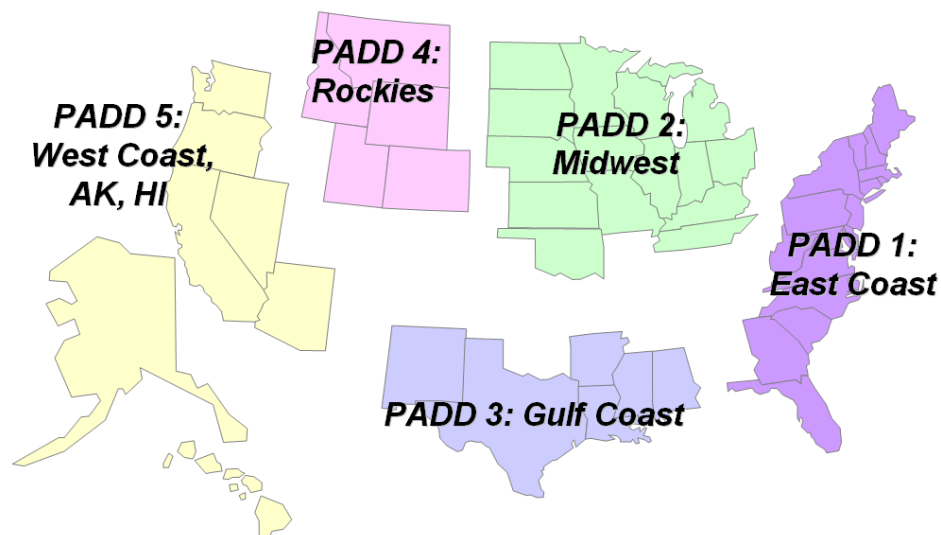 PADD 4:
Rockies
PADD 5:
West Coast,
AK, HI
PADD 2:
Midwest
PADD 1:
East Coast
PADD 3: Gulf Coast